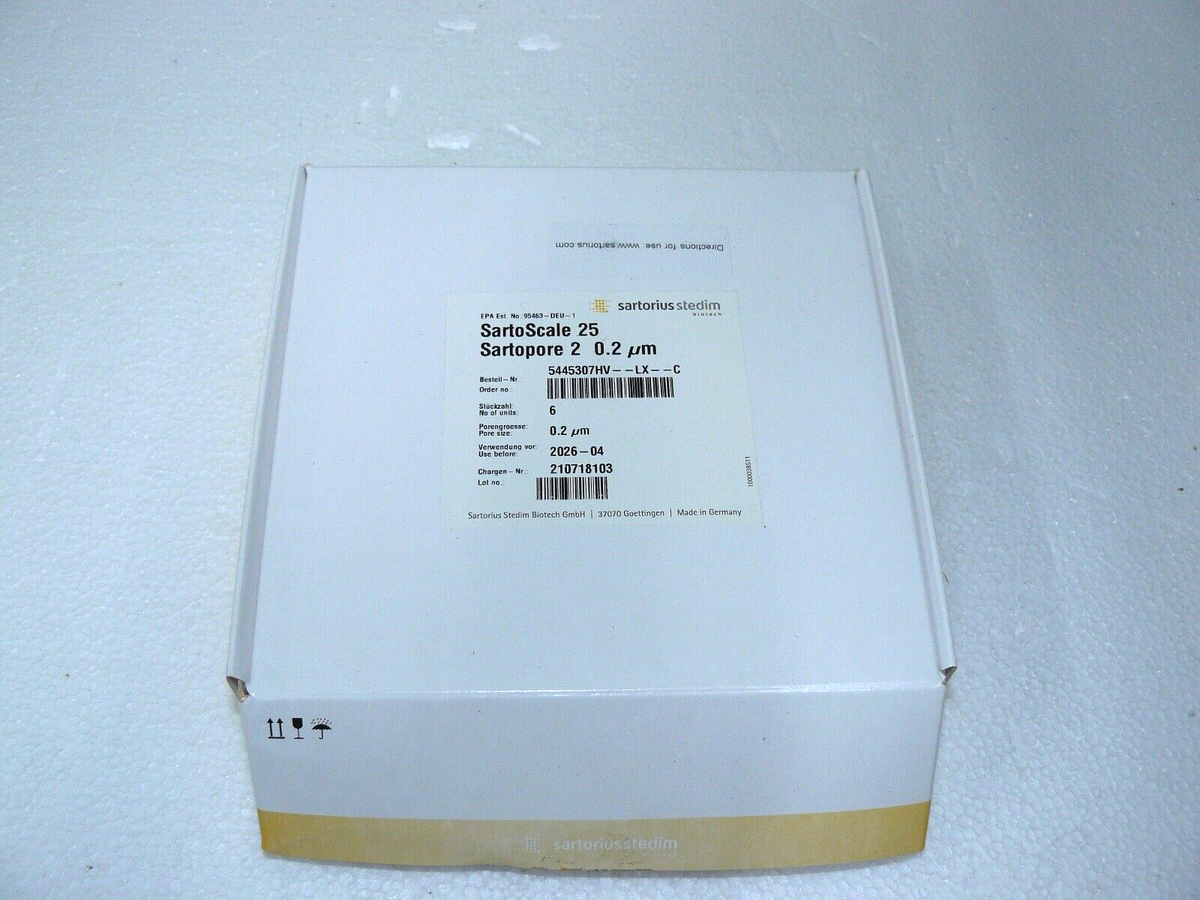 Directions for use: www.sartorius.com
sartorius stedim
biotech
EPA Est. No. 95463-DEU-1
SartoScale 25
Sartopore 2 0.2 µm
5445307HV--LX--C
Bestell-Nr.
Order no.:
Stückzahl:
No of units: 6
Porengroesse:
Pore size: 0.2 µm
Verwendung vor:
Use before: 2026-04
Chargen-Nr.: 210718103
Lot no.:
1000038511
Sartorius Stedim Biotech GmbH | 37070 Goettingen | Made in Germany
sartorius stedim